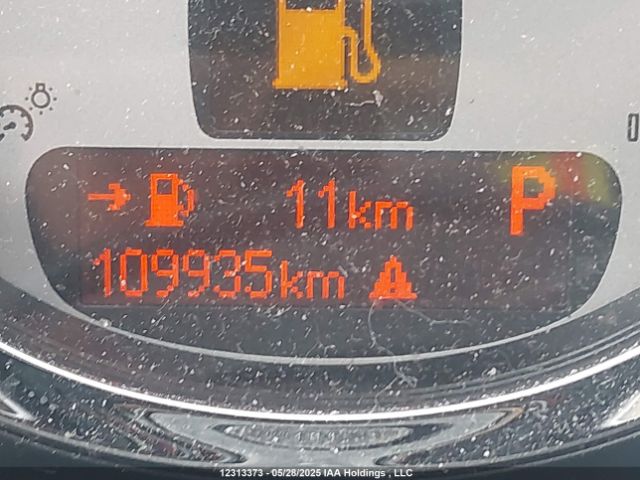 11km P
109935km
12313373 - 05/28/2025 IAA Holdings , LLC